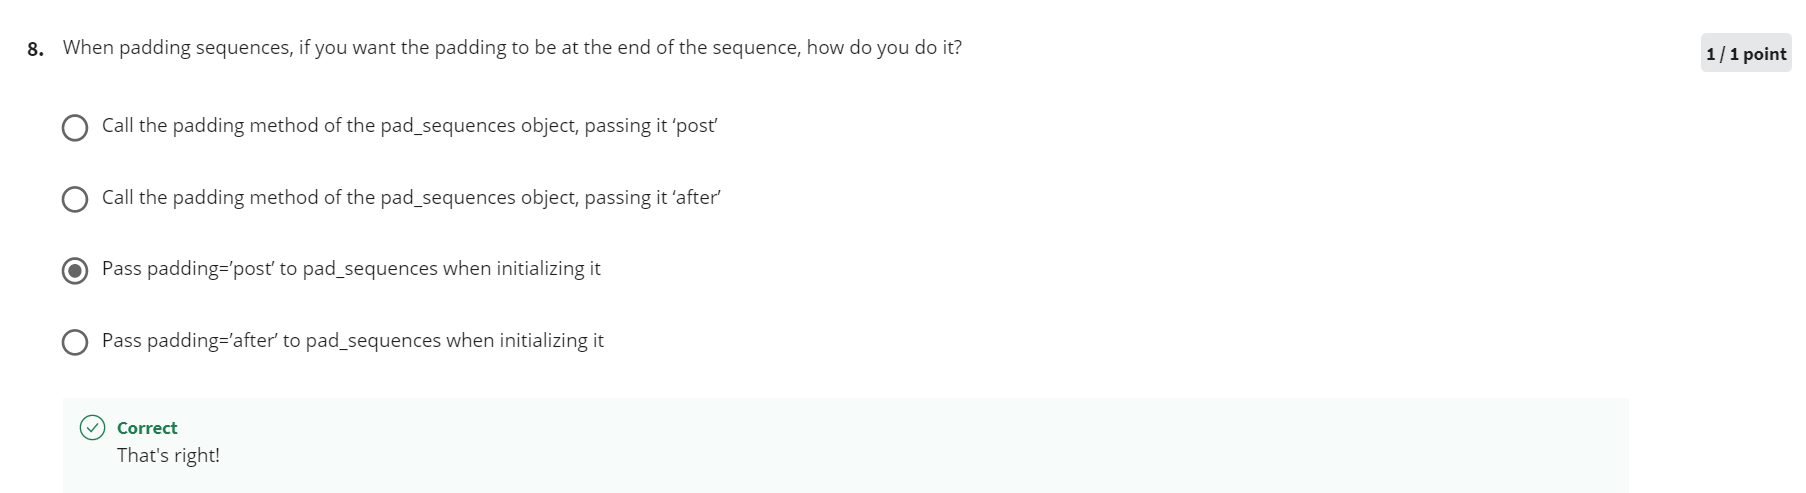 8. When padding sequences, if you want the padding to be at the end of the sequence, how do you do it?
1 / 1 point
Call the padding method of the pad_sequences object, passing it ‘post’
Call the padding method of the pad_sequences object, passing it ‘after’
Pass padding=’post’ to pad_sequences when initializing it
Pass padding=’after’ to pad_sequences when initializing it
Correct
That's right!